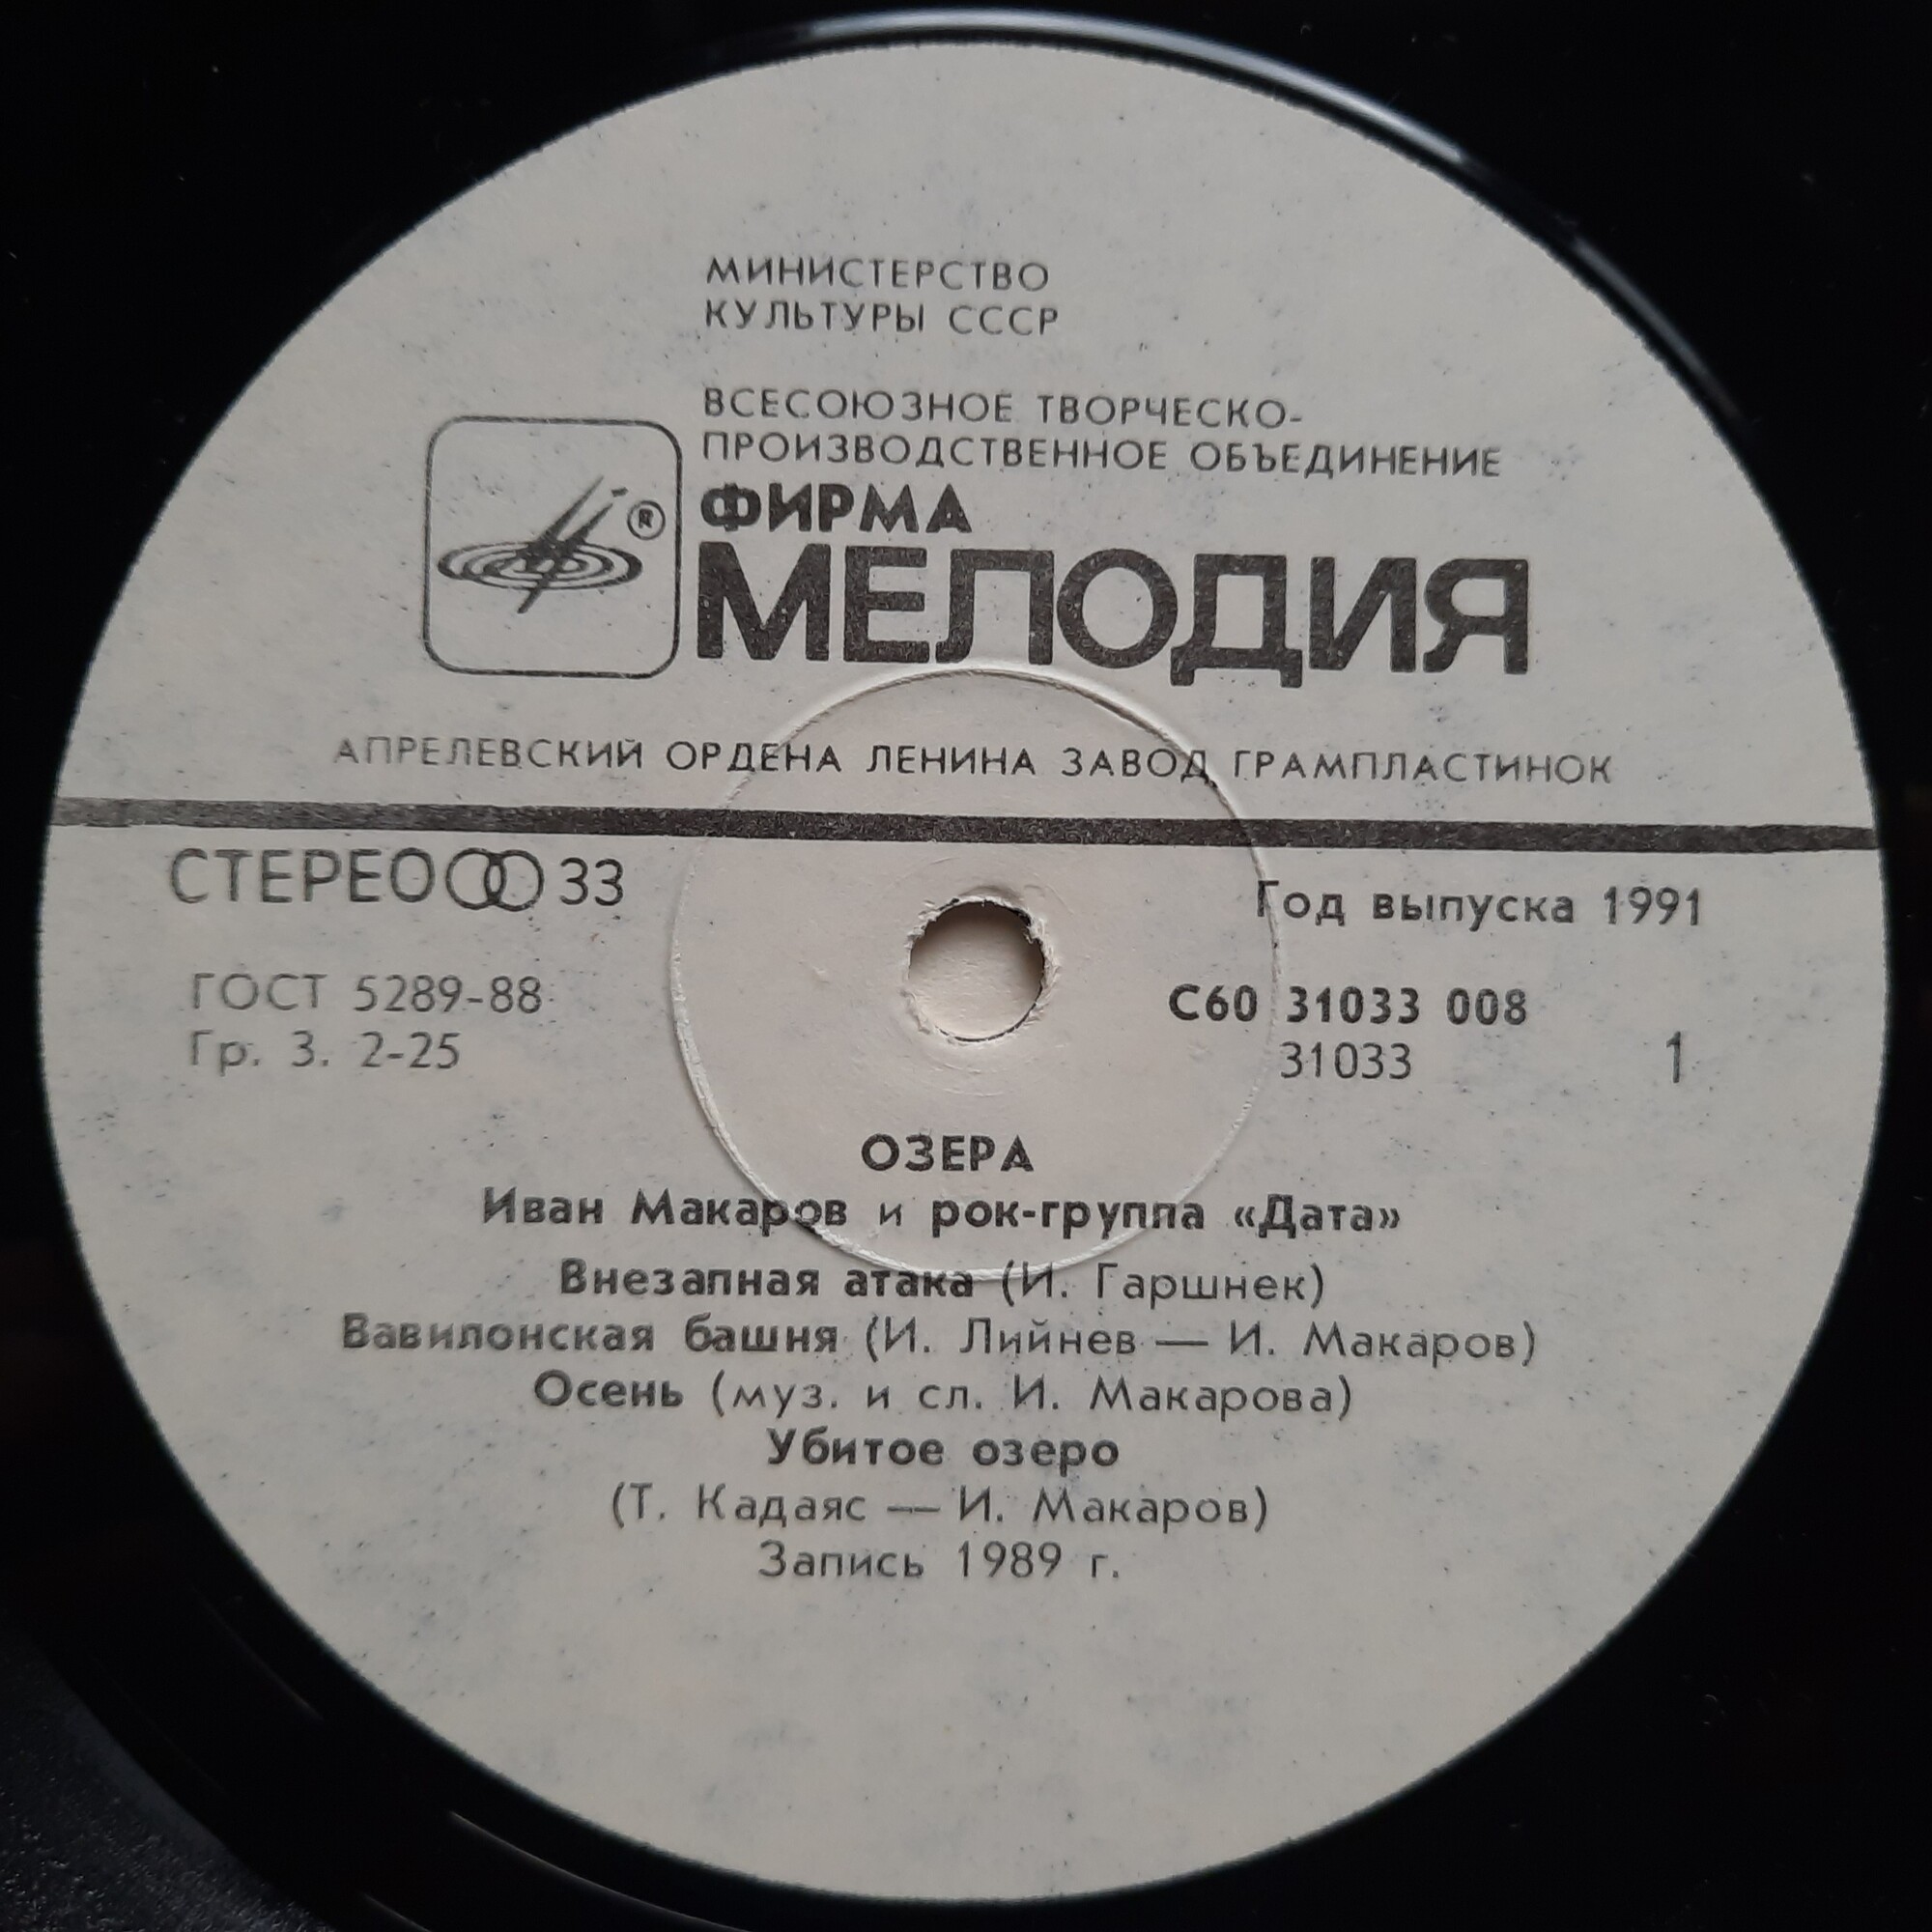 МИНИСТЕРСТВО
КУЛЬТУРЫ СССР
ВСЕСОЮЗНОЕ ТВОРЧЕСКО-
ПРОИЗВОДСТВЕННОЕ ОБЪЕДИНЕНИЕ
®
ФИРМА
МЕЛОДИЯ
АПРЕЛЕВСКИЙ ОРДЕНА ЛЕНИНА ЗАВОД ГРАМПЛАСТИНОК
СТЕРЕО 33
Год выпуска 1991
ГОСТ 5289-88
С60 31033 008
Гр. 3. 2-25
31033
1
ОЗЕРА
Иван Макаров и рок-группа «Дата»
Внезапная атака (И. Гаршнек)
Вавилонская башня (И. Лийнев — И. Макаров)
Осень (муз. и сл. И. Макарова)
Убитое озеро
(Т. Кадаяс — И. Макаров)
Запись 1989 г.